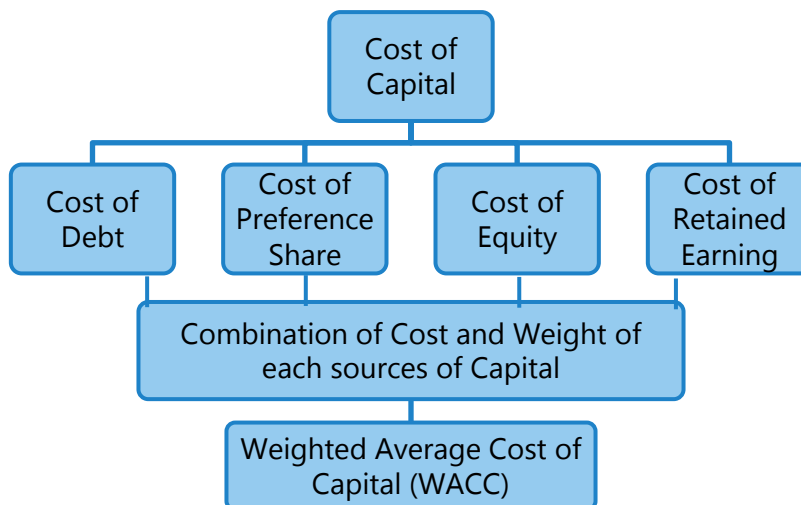 Cost of
Capital
Cost of
Debt
Cost of
Preference
Share
Cost of
Equity
Cost of
Retained
Earning
Combination of Cost and Weight of
each sources of Capital
Weighted Average Cost of
Capital (WACC)